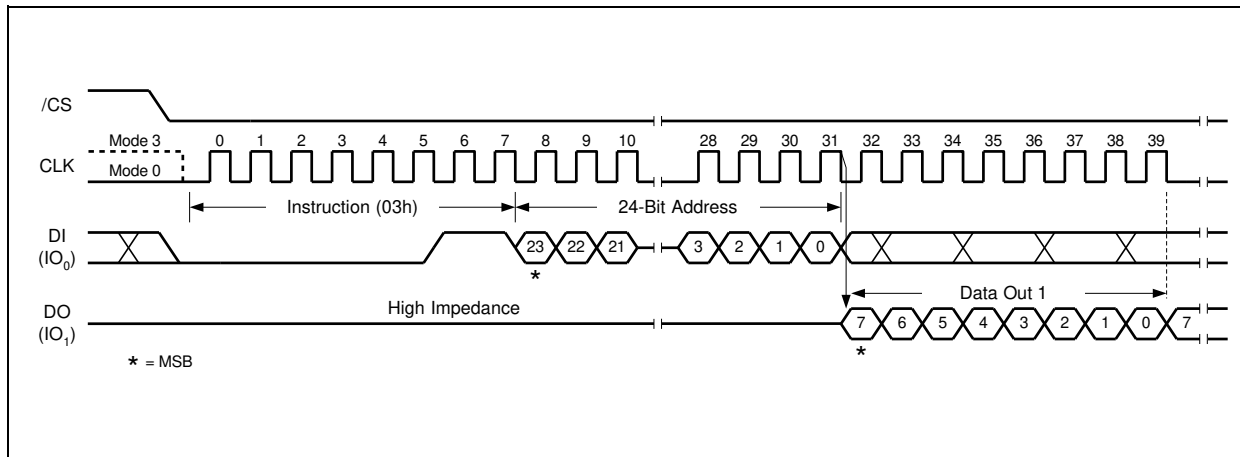 /CS
Mode 3
0 1 2 3 4 5 6 7 8 9 10 28 29 30 31 32 33 34 35 36 37 38 39
CLK
Mode 0
Instruction (03h) 24-Bit Address
DI
(IO0)
23 22 21 3 2 1 0
*
Data Out 1
DO
(IO1)
High Impedance
7 6 5 4 3 2 1 0 7
*
* = MSB